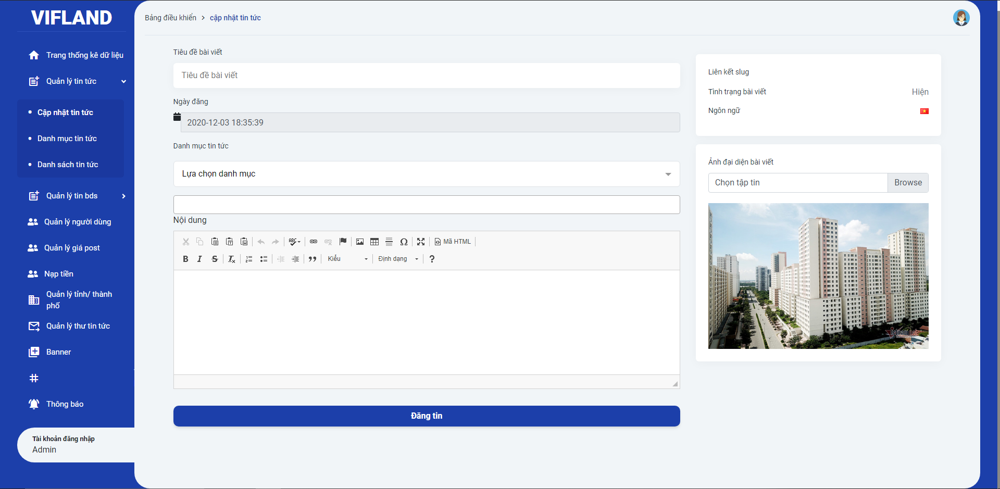 VIFLAND
Trang thống kê dữ liệu
Quản lý tin tức
Cập nhật tin tức
Danh mục tin tức
Danh sách tin tức
Quản lý tin bds
Quản lý người dùng
Quản lý giá post
Nạp tiền
Quản lý tỉnh/ thành
phố
Quản lý thư tin tức
Banner
Thông báo
Tài khoản đăng nhập
Admin
Bảng điều khiển > cập nhật tin tức
Tiêu đề bài viết
Tiêu đề bài viết
Ngày đăng
2020-12-03 18:35:39
Danh mục tin tức
Lựa chọn danh mục
Nội dung
ABC Ω Mã HTML
B I S Tx Kiểu Định dạng ?
Đăng tin
Liên kết slug
Tình trạng bài viết Hiện
Ngôn ngữ
Ảnh đại diện bài viết
Chọn tập tin Browse